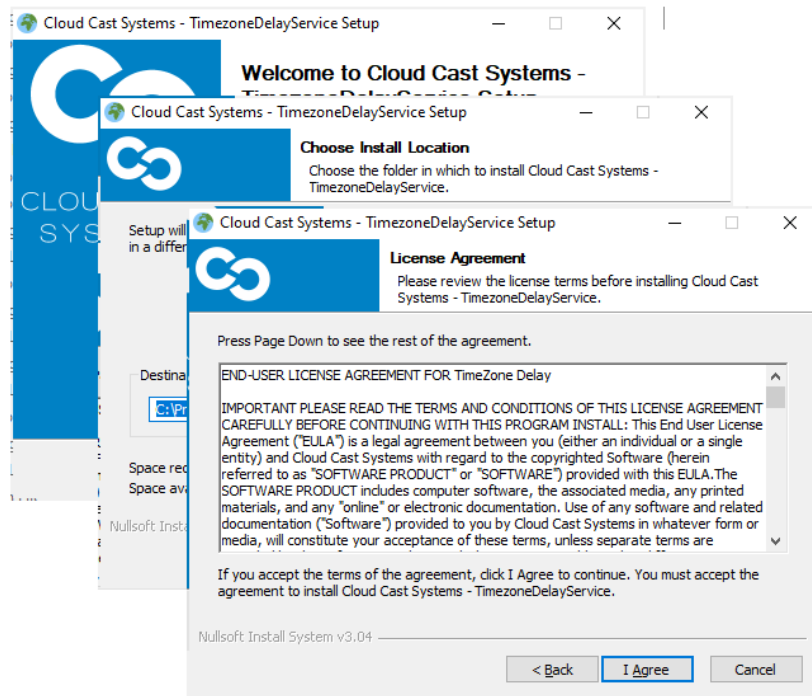 Cloud Cast Systems - TimezoneDelayService Setup
Welcome to Cloud Cast Systems -
TimezoneDelayService Setup
CLOU
SYS
Cloud Cast Systems - TimezoneDelayService Setup
Choose Install Location
Choose the folder in which to install Cloud Cast Systems -
TimezoneDelayService.
Setup will
in a differ
Destina
C:\Pr
Space req
Space ava
Nullsoft Insta
Cloud Cast Systems - TimezoneDelayService Setup
License Agreement
Please review the license terms before installing Cloud Cast
Systems - TimezoneDelayService.
Press Page Down to see the rest of the agreement.
END-USER LICENSE AGREEMENT FOR TimeZone Delay
IMPORTANT PLEASE READ THE TERMS AND CONDITIONS OF THIS LICENSE AGREEMENT
CAREFULLY BEFORE CONTINUING WITH THIS PROGRAM INSTALL: This End User License
Agreement ("EULA") is a legal agreement between you (either an individual or a single
entity) and Cloud Cast Systems with regard to the copyrighted Software (herein
referred to as "SOFTWARE PRODUCT" or "SOFTWARE") provided with this EULA.The
SOFTWARE PRODUCT includes computer software, the associated media, any printed
materials, and any "online" or electronic documentation. Use of any software and related
documentation ("Software") provided to you by Cloud Cast Systems in whatever form or
media, will constitute your acceptance of these terms, unless separate terms are
If you accept the terms of the agreement, click I Agree to continue. You must accept the
agreement to install Cloud Cast Systems - TimezoneDelayService.
Nullsoft Install System v3.04
< Back
I Agree
Cancel